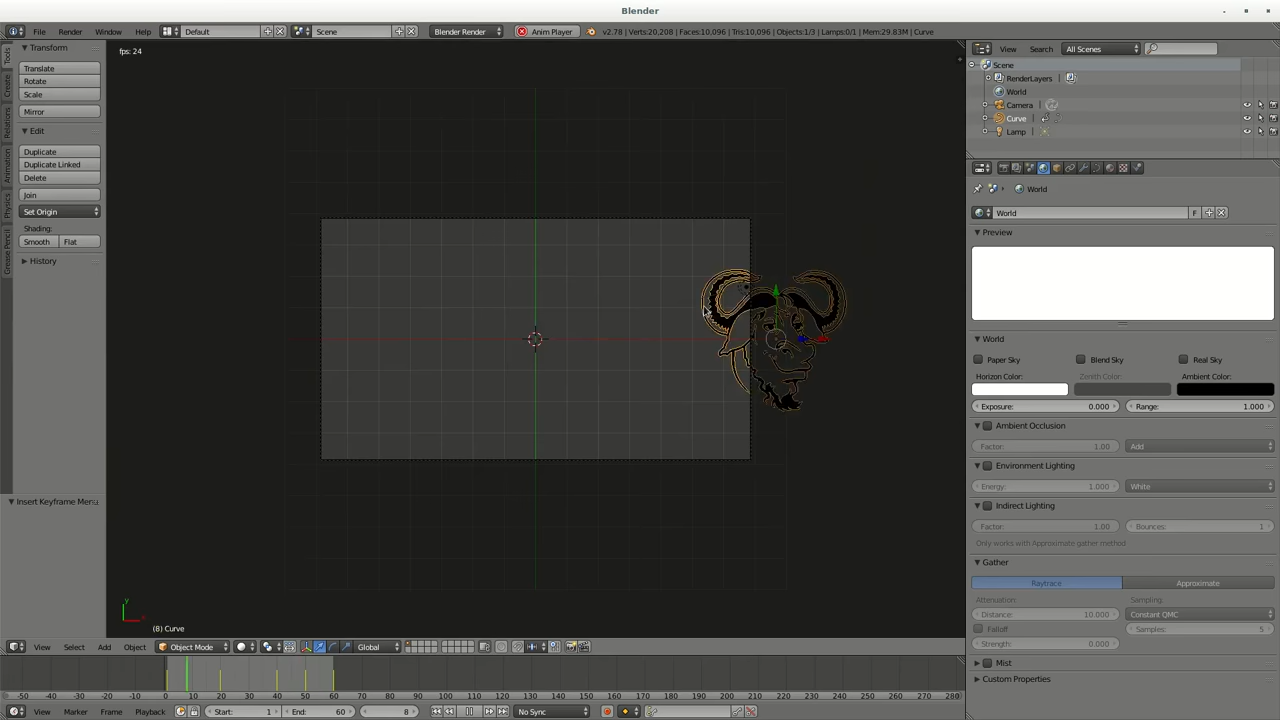 Blender
File Render Window Help Default Scene Blender Render Anim Player v2.78 | Verts:20,208 | Faces:10,096 | Tris:10,096 | Objects:1/3 | Lamps:0/1 | Mem:29.83M | Curve
Tools
Create
Relations
Animation
Physics
Grease Pencil
Transform
Translate
Rotate
Scale
Mirror
Edit
Duplicate
Duplicate Linked
Delete
Join
Set Origin
Shading:
Smooth Flat
History
Insert Keyframe Menu
fps: 24
y
(8) Curve
View Select Add Object Object Mode Global
-50 -40 -30 -20 -10 0 10 20 30 40 50 60 70 80 90 100 110 120 130 140 150 160 170 180 190 200 210 220 230 240 250 260 270 280
View Marker Frame Playback Start: 1 End: 60 8 No Sync
View Search All Scenes
Scene
RenderLayers
World
Camera
Curve
Lamp
World
World F
Preview
World
Paper Sky Blend Sky Real Sky
Horizon Color: Zenith Color: Ambient Color:
Exposure: 0.000 Range: 1.000
Ambient Occlusion
Factor: 1.00 Add
Environment Lighting
Energy: 1.000 White
Indirect Lighting
Factor: 1.00 Bounces: 1
Only works with Approximate gather method
Gather
Raytrace Approximate
Attenuation: Sampling:
Distance: 10.000 Constant QMC
Falloff Samples: 5
Strength: 0.000
Mist
Custom Properties